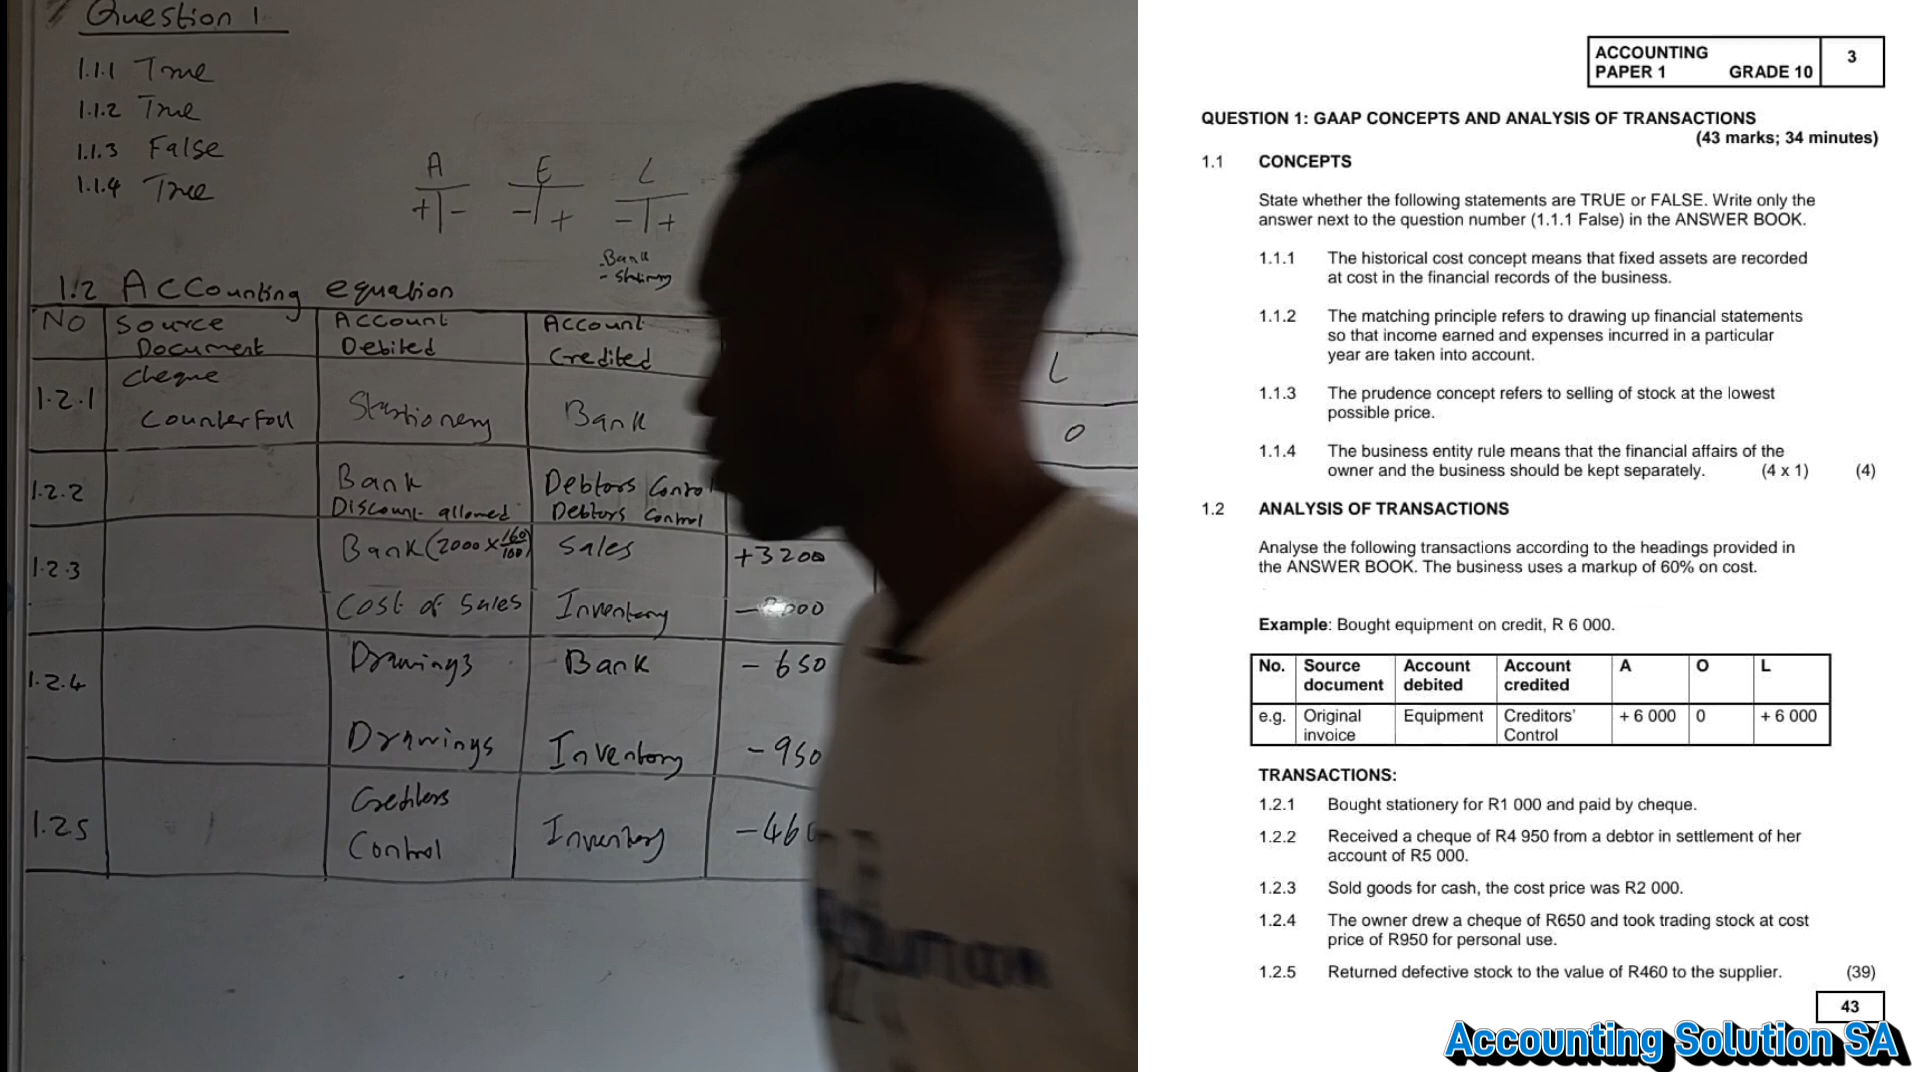 Question 1
1.1.1 True
1.1.2 True
1.1.3 False
1.1.4 True
A E L
+ - - + - +
- Bank
- Stationery
1.2 Accounting equation
No Source Document Account Debited Account Credited L
1.2.1 Cheque Counterfoil Stationery Bank 0
1.2.2 Bank Debtors Control
Discount allowed Debtors Control
1.2.3 Bank (2000 x 160/100) Sales +3200
Cost of Sales Inventory -2000
1.2.4 Drawings Bank - 650
Drawings Inventory - 950
1.2.5 Creditors Control Inventory - 460
ACCOUNTING
PAPER 1 GRADE 10 3
QUESTION 1: GAAP CONCEPTS AND ANALYSIS OF TRANSACTIONS
(43 marks; 34 minutes)
1.1 CONCEPTS
State whether the following statements are TRUE or FALSE. Write only the
answer next to the question number (1.1.1 False) in the ANSWER BOOK.
1.1.1 The historical cost concept means that fixed assets are recorded
at cost in the financial records of the business.
1.1.2 The matching principle refers to drawing up financial statements
so that income earned and expenses incurred in a particular
year are taken into account.
1.1.3 The prudence concept refers to selling of stock at the lowest
possible price.
1.1.4 The business entity rule means that the financial affairs of the
owner and the business should be kept separately. (4 x 1) (4)
1.2 ANALYSIS OF TRANSACTIONS
Analyse the following transactions according to the headings provided in
the ANSWER BOOK. The business uses a markup of 60% on cost.
Example: Bought equipment on credit, R 6 000.
No. Source document Account debited Account credited A O L
e.g. Original invoice Equipment Creditors' Control + 6 000 0 + 6 000
TRANSACTIONS:
1.2.1 Bought stationery for R1 000 and paid by cheque.
1.2.2 Received a cheque of R4 950 from a debtor in settlement of her
account of R5 000.
1.2.3 Sold goods for cash, the cost price was R2 000.
1.2.4 The owner drew a cheque of R650 and took trading stock at cost
price of R950 for personal use.
1.2.5 Returned defective stock to the value of R460 to the supplier. (39)
43
Accounting Solution SA